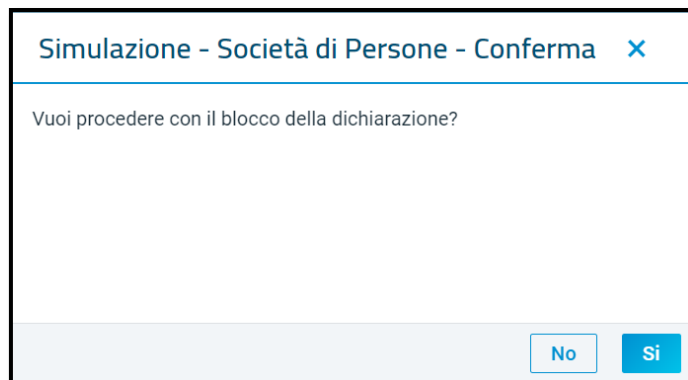 Simulazione - Società di Persone - Conferma
Vuoi procedere con il blocco della dichiarazione?
No
Si